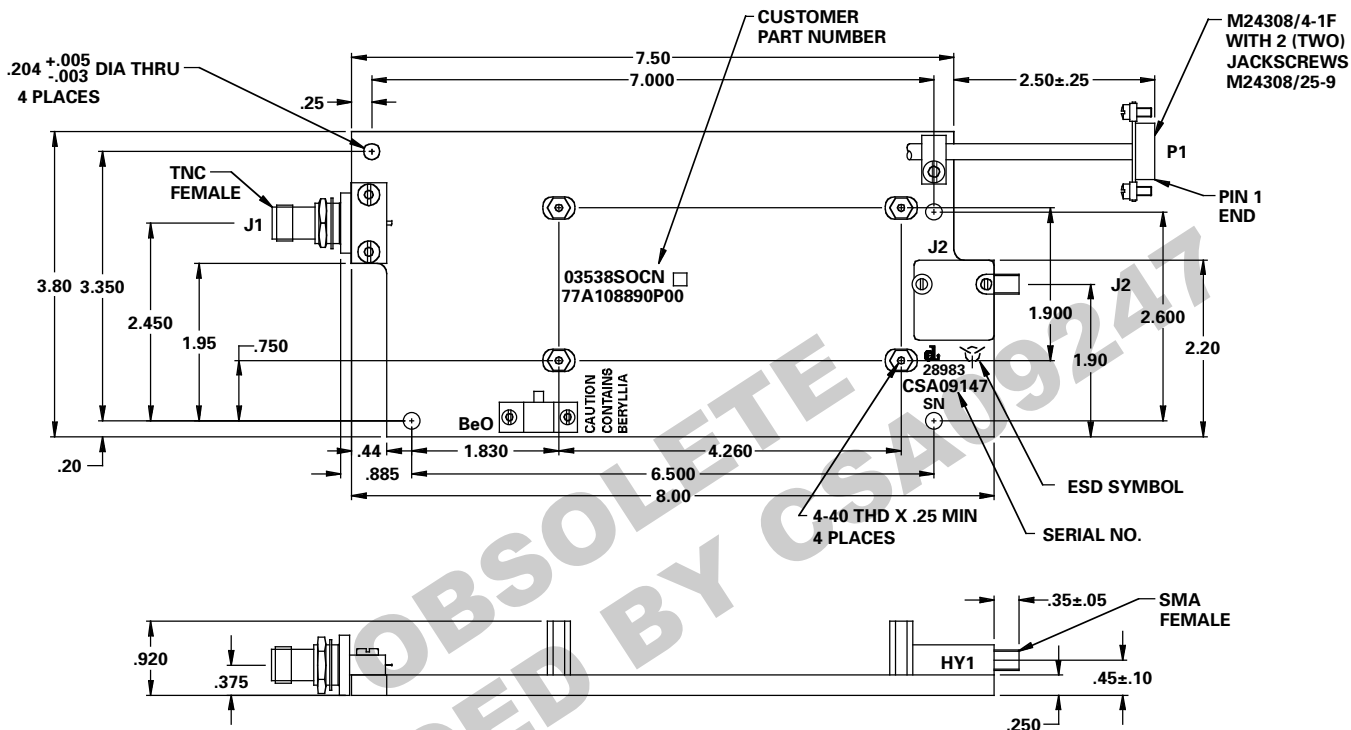 CUSTOMER
PART NUMBER
M24308/4-1F
WITH 2 (TWO)
JACKSCREWS
M24308/25-9
.204 +.005 -.003 DIA THRU
4 PLACES
7.50
7.000
2.50±.25
.25
P1
TNC
FEMALE
J1
PIN 1
END
J2
J2
03538SOCN
77A108890P00
3.80
3.350
2.450
1.95
.750
1.900
2.600
1.90
2.20
28983
CSA09147
SN
BeO
CAUTION
CONTAINS
BERYLLIA
.20
.44
1.830
4.260
.885
6.500
8.00
ESD SYMBOL
4-40 THD X .25 MIN
4 PLACES
SERIAL NO.
OBSOLETE
ED BY CSA09247
.35±.05
SMA
FEMALE
.920
.375
HY1
.45±.10
.250